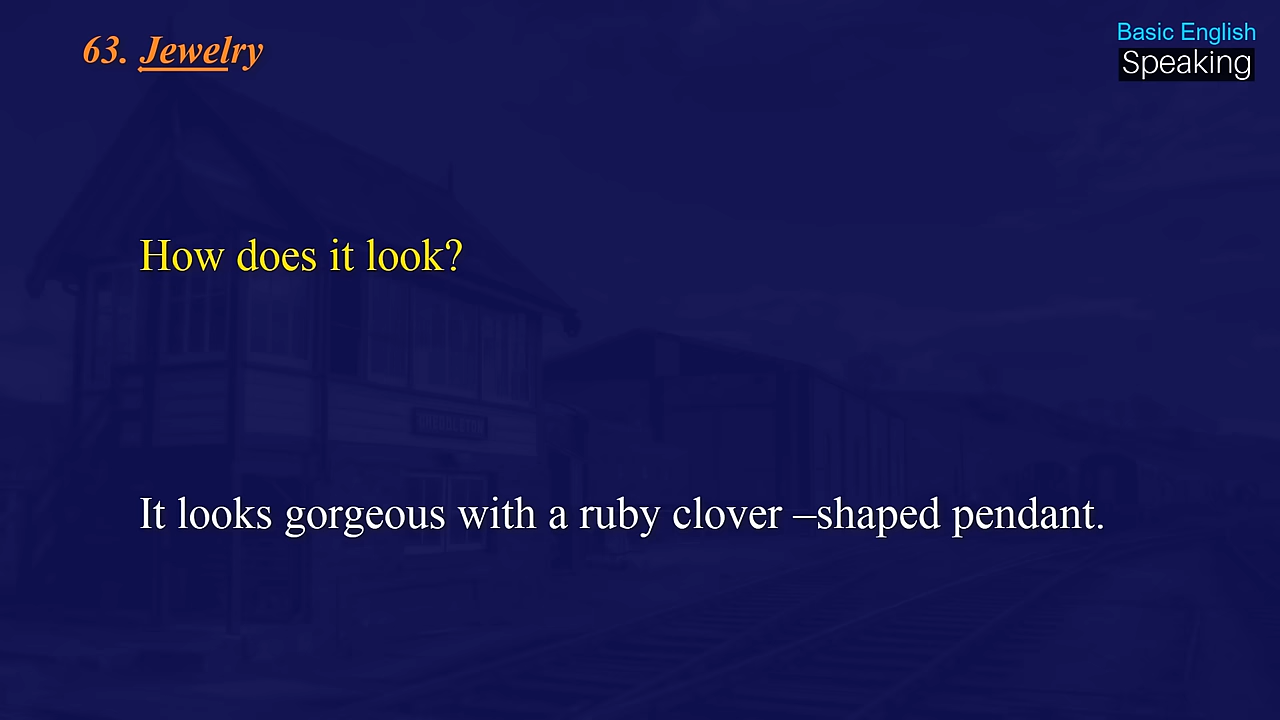 63. Jewelry
Basic English
Speaking
How does it look?
It looks gorgeous with a ruby clover –shaped pendant.